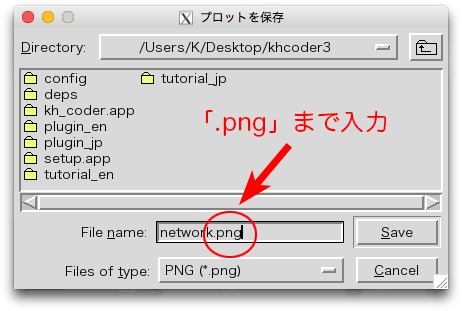 プロットを保存
Directory: /Users/K/Desktop/khcoder3
config tutorial_jp
deps
kh_coder.app
plugin_en
plugin_jp
setup.app
tutorial_en
「.png」まで入力
File name: network.png Save
Files of type: PNG (*.png) Cancel